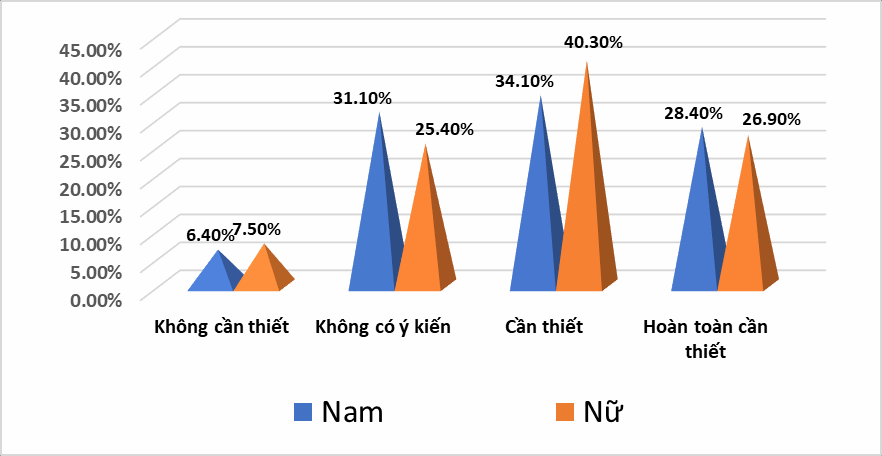 45.00%
40.00%
35.00%
30.00%
25.00%
20.00%
15.00%
10.00%
5.00%
0.00%
6.40%
7.50%
31.10%
25.40%
34.10%
40.30%
28.40%
26.90%
Không cần thiết
Không có ý kiến
Cần thiết
Hoàn toàn cần
thiết
Nam
Nữ